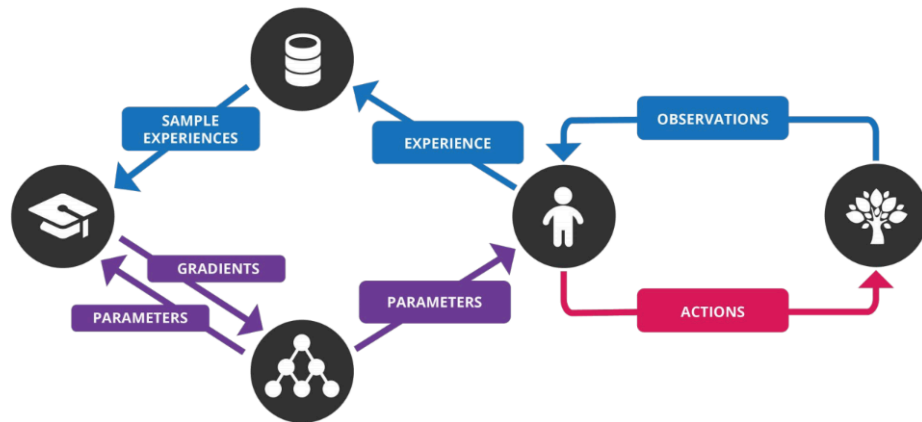 SAMPLE
EXPERIENCES
EXPERIENCE
OBSERVATIONS
GRADIENTS
PARAMETERS
PARAMETERS
ACTIONS